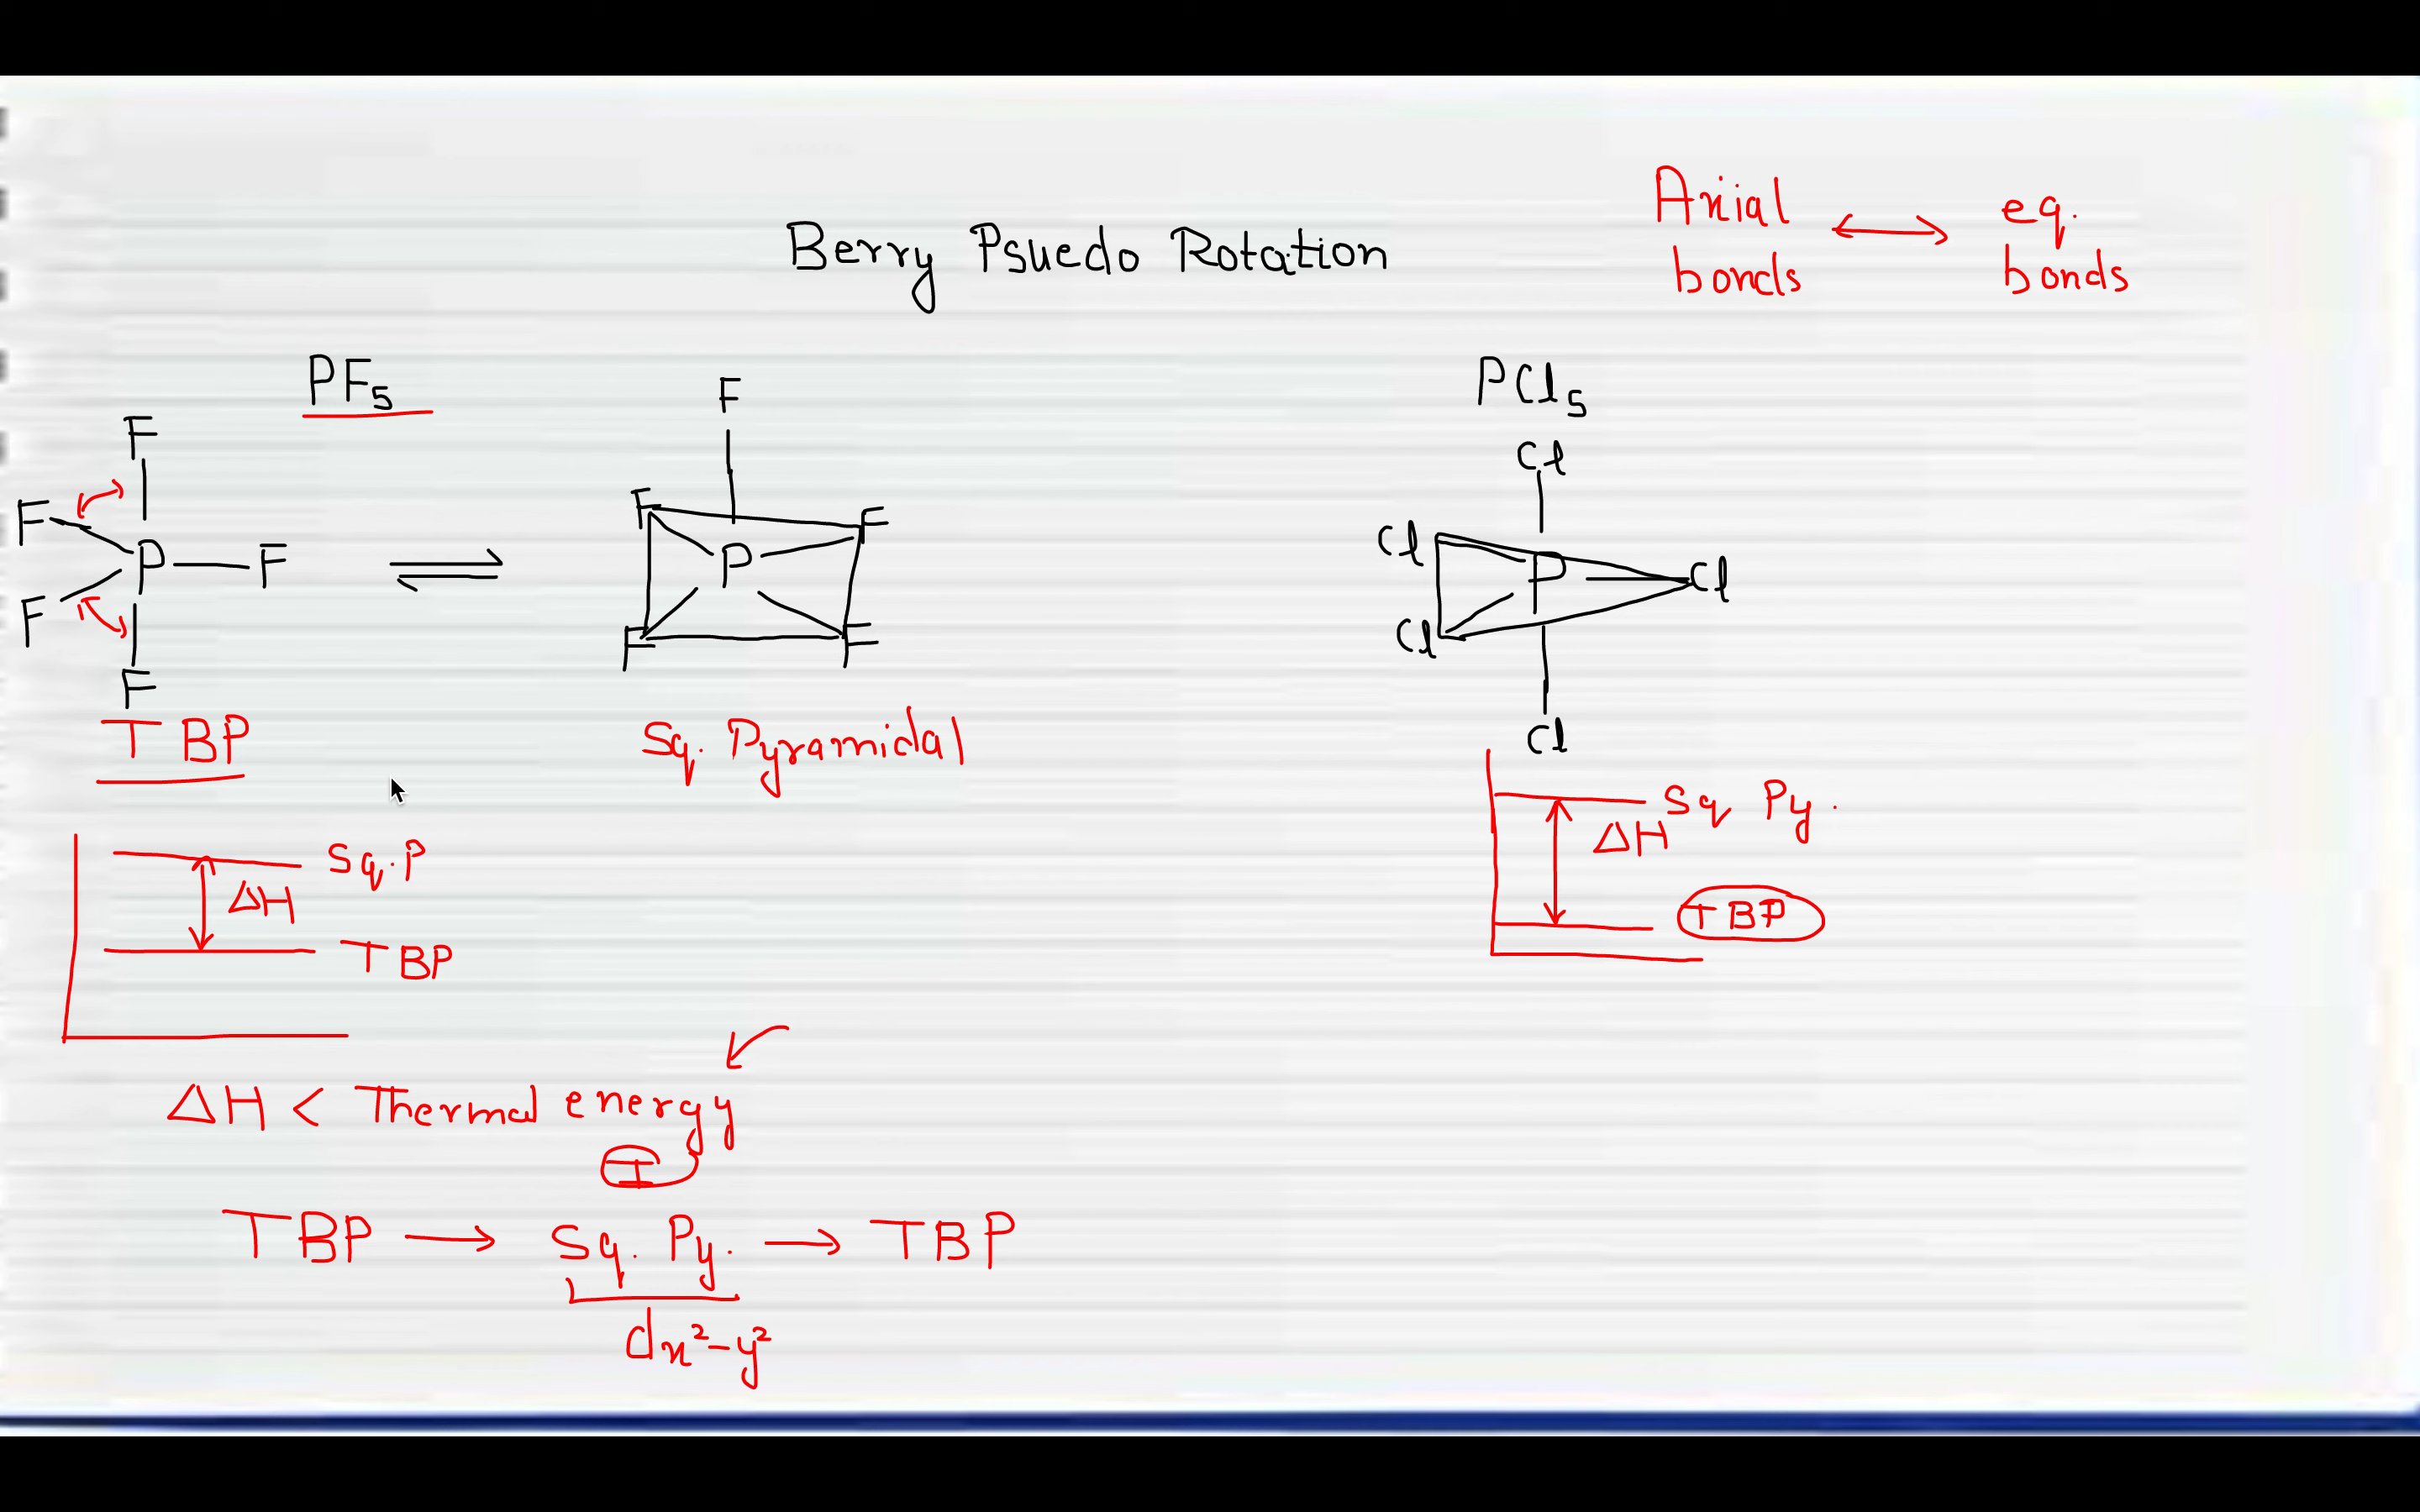 Axial ⟷ eq.
bonds bonds
Berry Psuedo Rotation
PF5
F
F
P
F
F
F
TBP
F
F
F
P
F
F
Sq. Pyramidal
PCl5
Cl
Cl
P
Cl
Cl
Cl
Sq.P
ΔH
TBP
Sq Py.
ΔH
TBP
ΔH < Thermal energy
I
TBP → Sq. Py. → TBP
dx²-y²